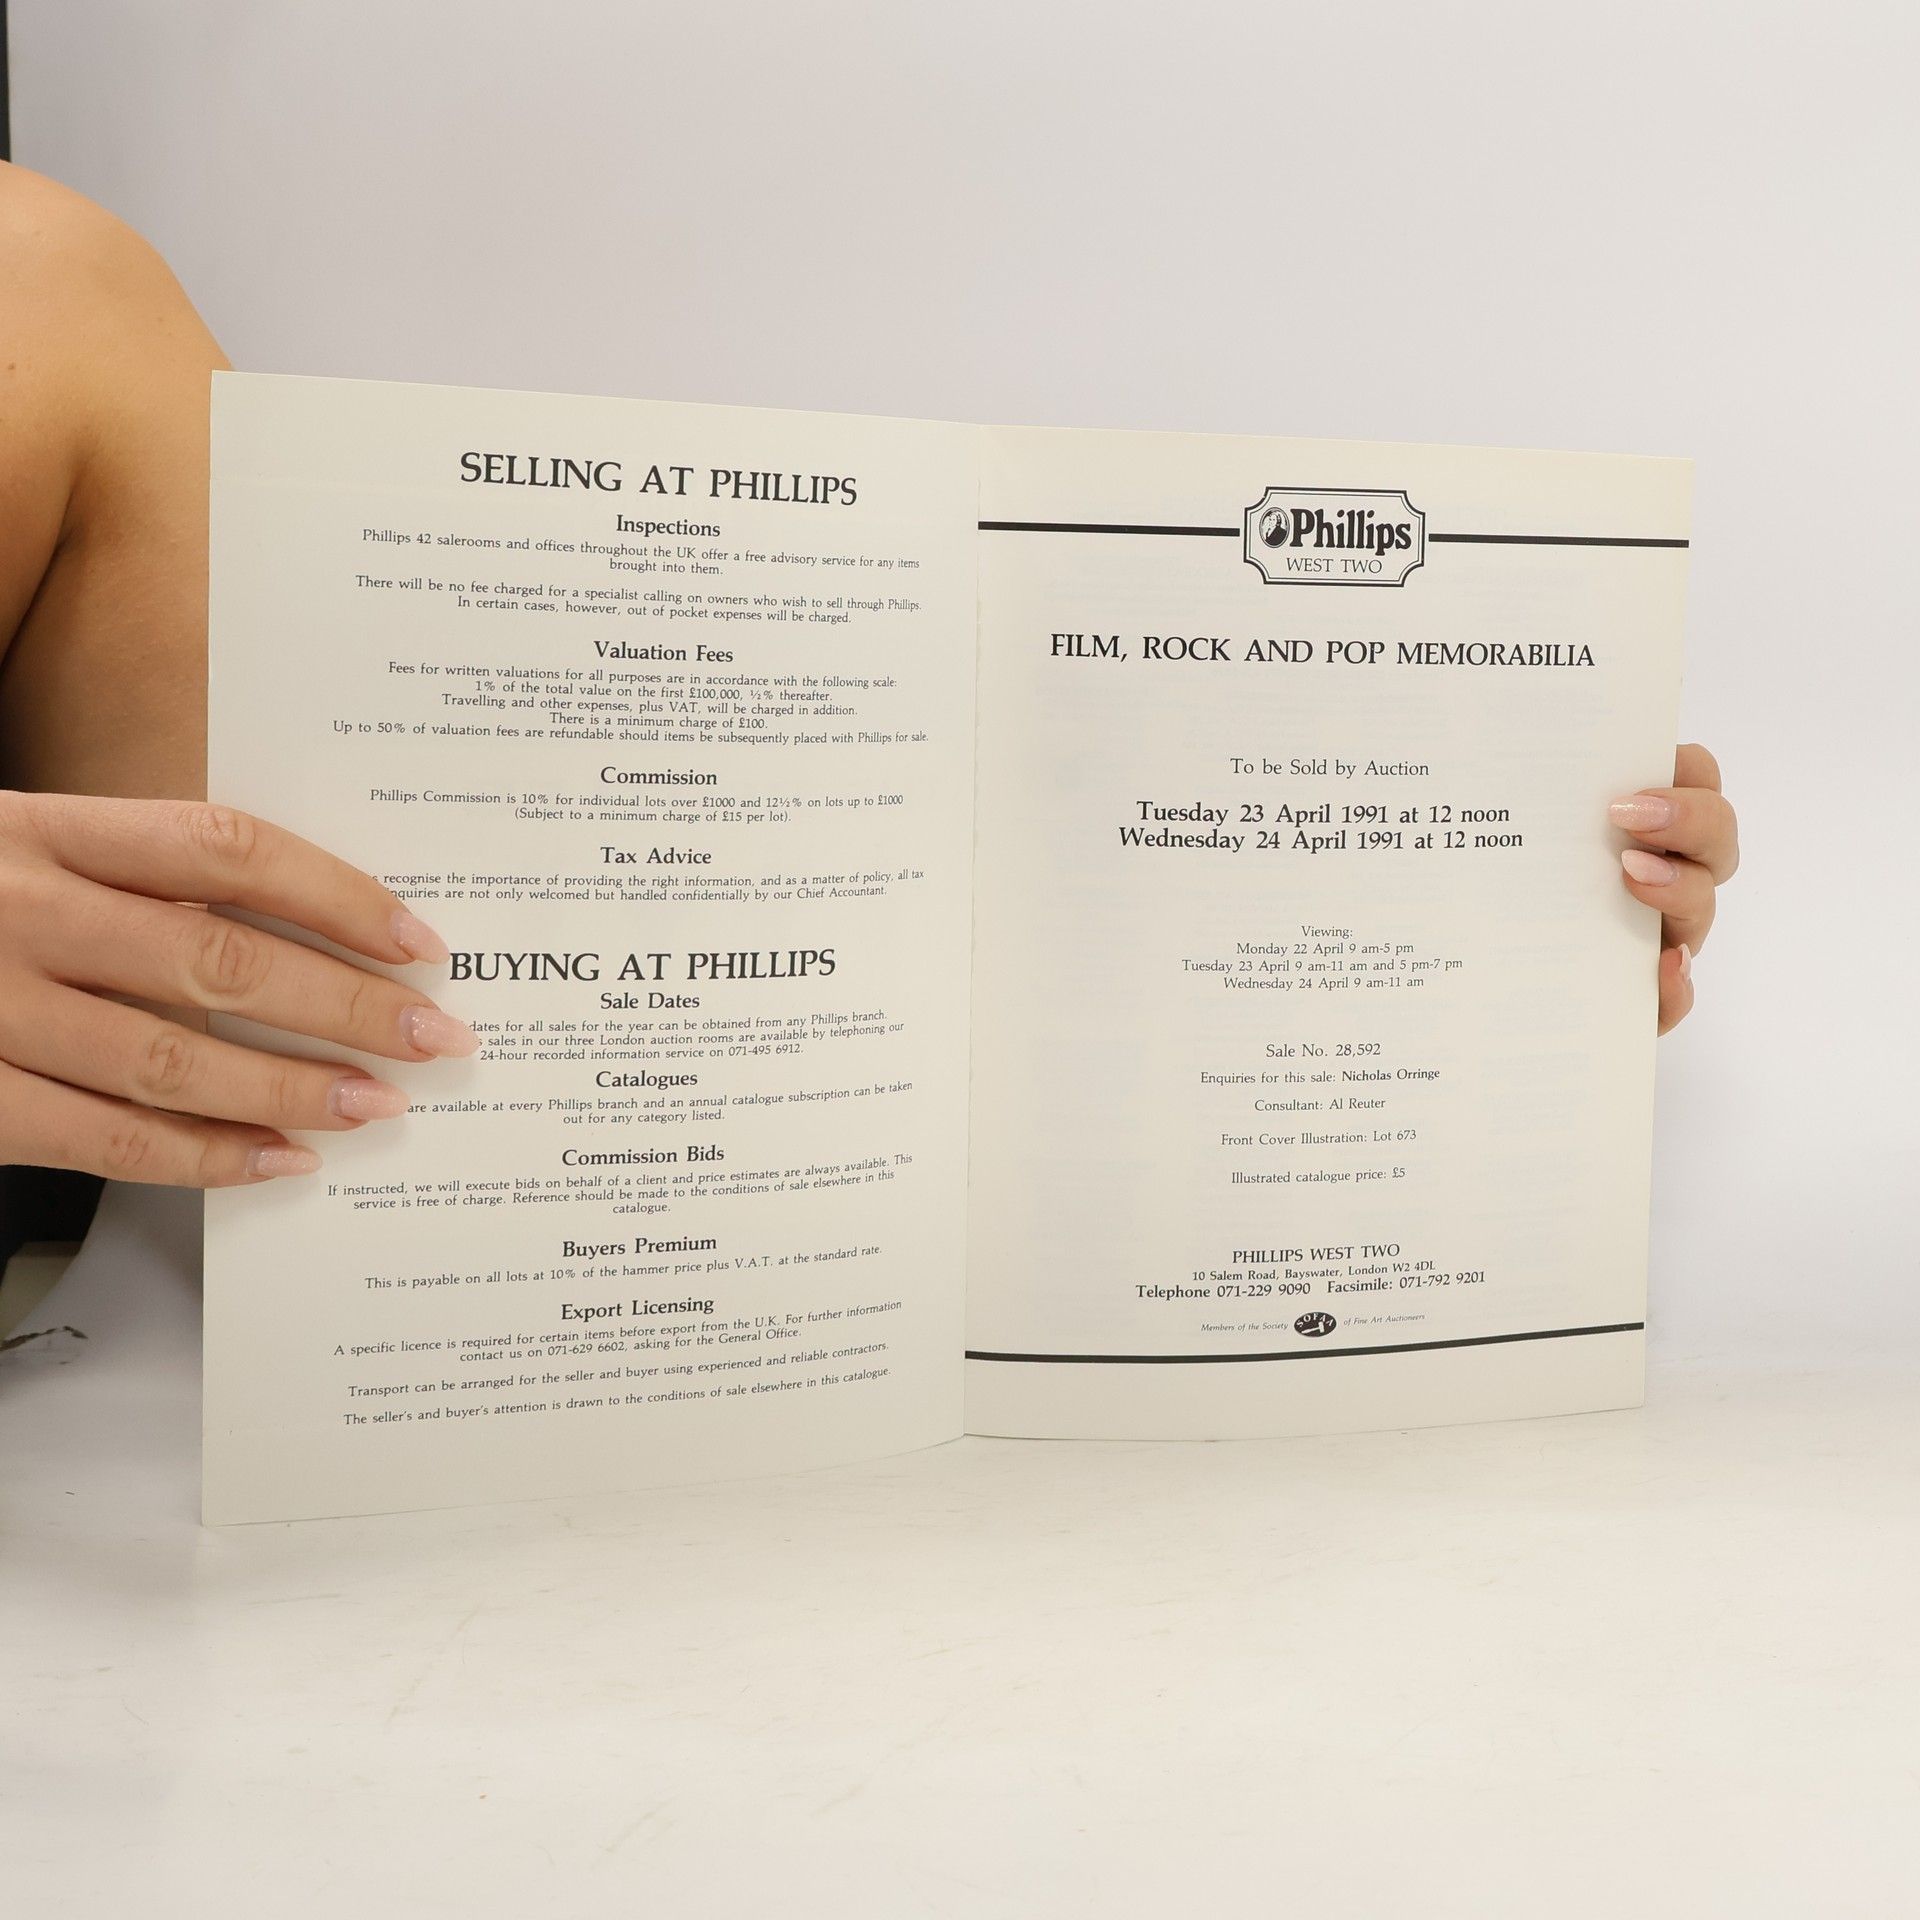 SELLING AT PHILLIPS
Inspections
Phillips 42 salerooms and offices throughout the UK offer a free advisory service for any items
brought into them.
There will be no fee charged for a specialist calling on owners who wish to sell through Phillips.
In certain cases, however, out of pocket expenses will be charged.
Valuation Fees
Fees for written valuations for all purposes are in accordance with the following scale:
1% of the total value on the first £100,000, ½% thereafter.
Travelling and other expenses, plus VAT, will be charged in addition.
There is a minimum charge of £100.
Up to 50% of valuation fees are refundable should items be subsequently placed with Phillips for sale.
Commission
Phillips Commission is 10% for individual lots over £1000 and 12½% on lots up to £1000
(Subject to a minimum charge of £15 per lot).
Tax Advice
recognise the importance of providing the right information, and as a matter of policy, all tax
nquiries are not only welcomed but handled confidentially by our Chief Accountant.
BUYING AT PHILLIPS
Sale Dates
dates for all sales for the year can be obtained from any Phillips branch.
sales in our three London auction rooms are available by telephoning our
24-hour recorded information service on 071-495 6912.
Catalogues
are available at every Phillips branch and an annual catalogue subscription can be taken
out for any category listed.
Commission Bids
If instructed, we will execute bids on behalf of a client and price estimates are always available. This
service is free of charge. Reference should be made to the conditions of sale elsewhere in this
catalogue.
Buyers Premium
This is payable on all lots at 10% of the hammer price plus V.A.T. at the standard rate.
Export Licensing
A specific licence is required for certain items before export from the U.K. For further information
contact us on 071-629 6602, asking for the General Office.
Transport can be arranged for the seller and buyer using experienced and reliable contractors.
The seller's and buyer's attention is drawn to the conditions of sale elsewhere in this catalogue.
Phillips
WEST TWO
FILM, ROCK AND POP MEMORABILIA
To be Sold by Auction
Tuesday 23 April 1991 at 12 noon
Wednesday 24 April 1991 at 12 noon
Viewing:
Monday 22 April 9 am-5 pm
Tuesday 23 April 9 am-11 am and 5 pm-7 pm
Wednesday 24 April 9 am-11 am
Sale No. 28,592
Enquiries for this sale: Nicholas Orringe
Consultant: Al Reuter
Front Cover Illustration: Lot 673
Illustrated catalogue price: £5
PHILLIPS WEST TWO
10 Salem Road, Bayswater, London W2 4DL
Telephone 071-229 9090 Facsimile: 071-792 9201
Members of the Society SOFAA of Fine Art Auctioneers